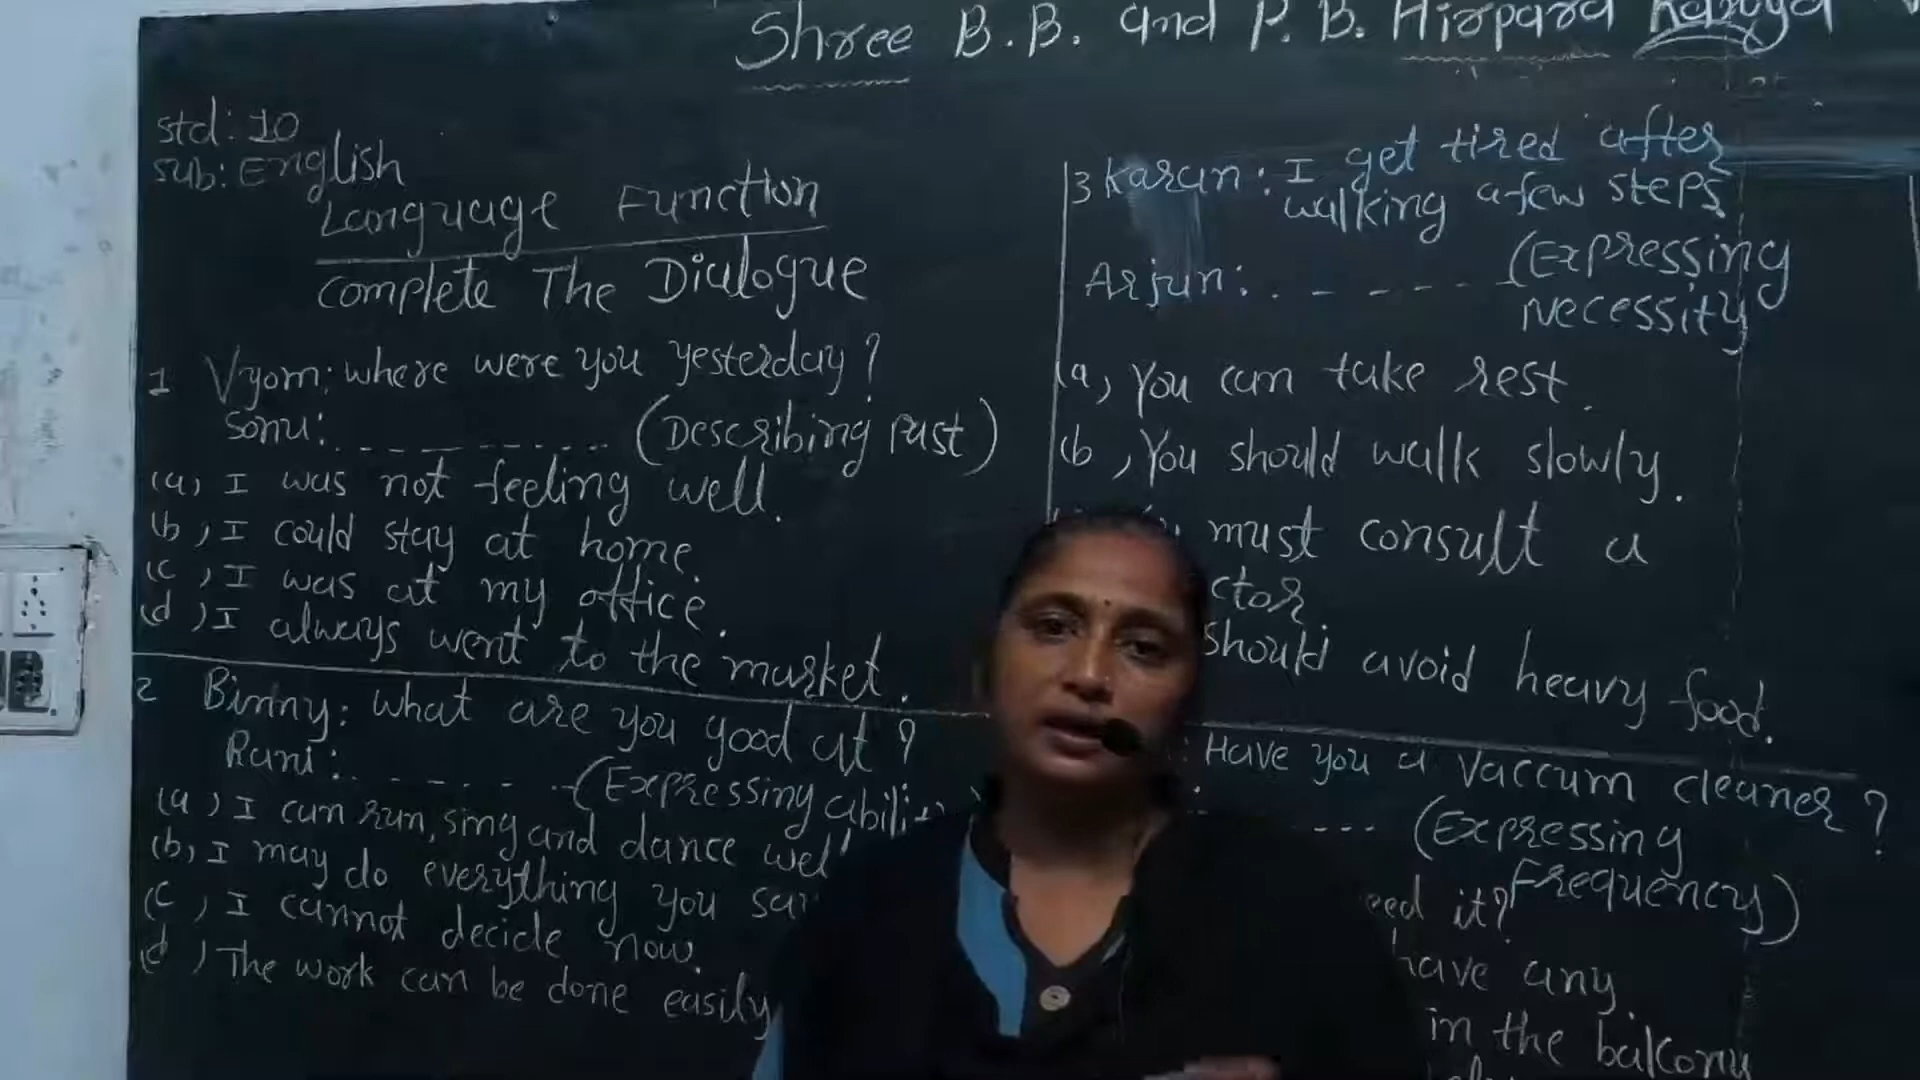 Shree B.B. and P.B. Hirpara Kanya
std: 10
sub: English
Language Function
Complete The Dialogue
1 Vyom: where were you yesterday?
Sonu: . _ _ _ _ _ _ _ _ _ (Describing Past)
(a) I was not feeling well.
(b) I could stay at home.
(c) I was at my office.
(d) I always went to the market.
2 Binny: what are you good at?
Rani: . - - - - - (Expressing abili
(a) I can run, sing and dance well
(b) I may do everything you say
(c) I cannot decide now.
(d) The work can be done easily
3 Karan: I get tired after
walking a few steps
Arjun: . - - - - - - (Expressing
Necessity
(a) You can take rest.
(b) You should walk slowly.
must consult a
ctor.
should avoid heavy food.
: Have you a vaccum cleaner?
--- (Expressing
Frequency)
eed it?
have any.
in the balcony